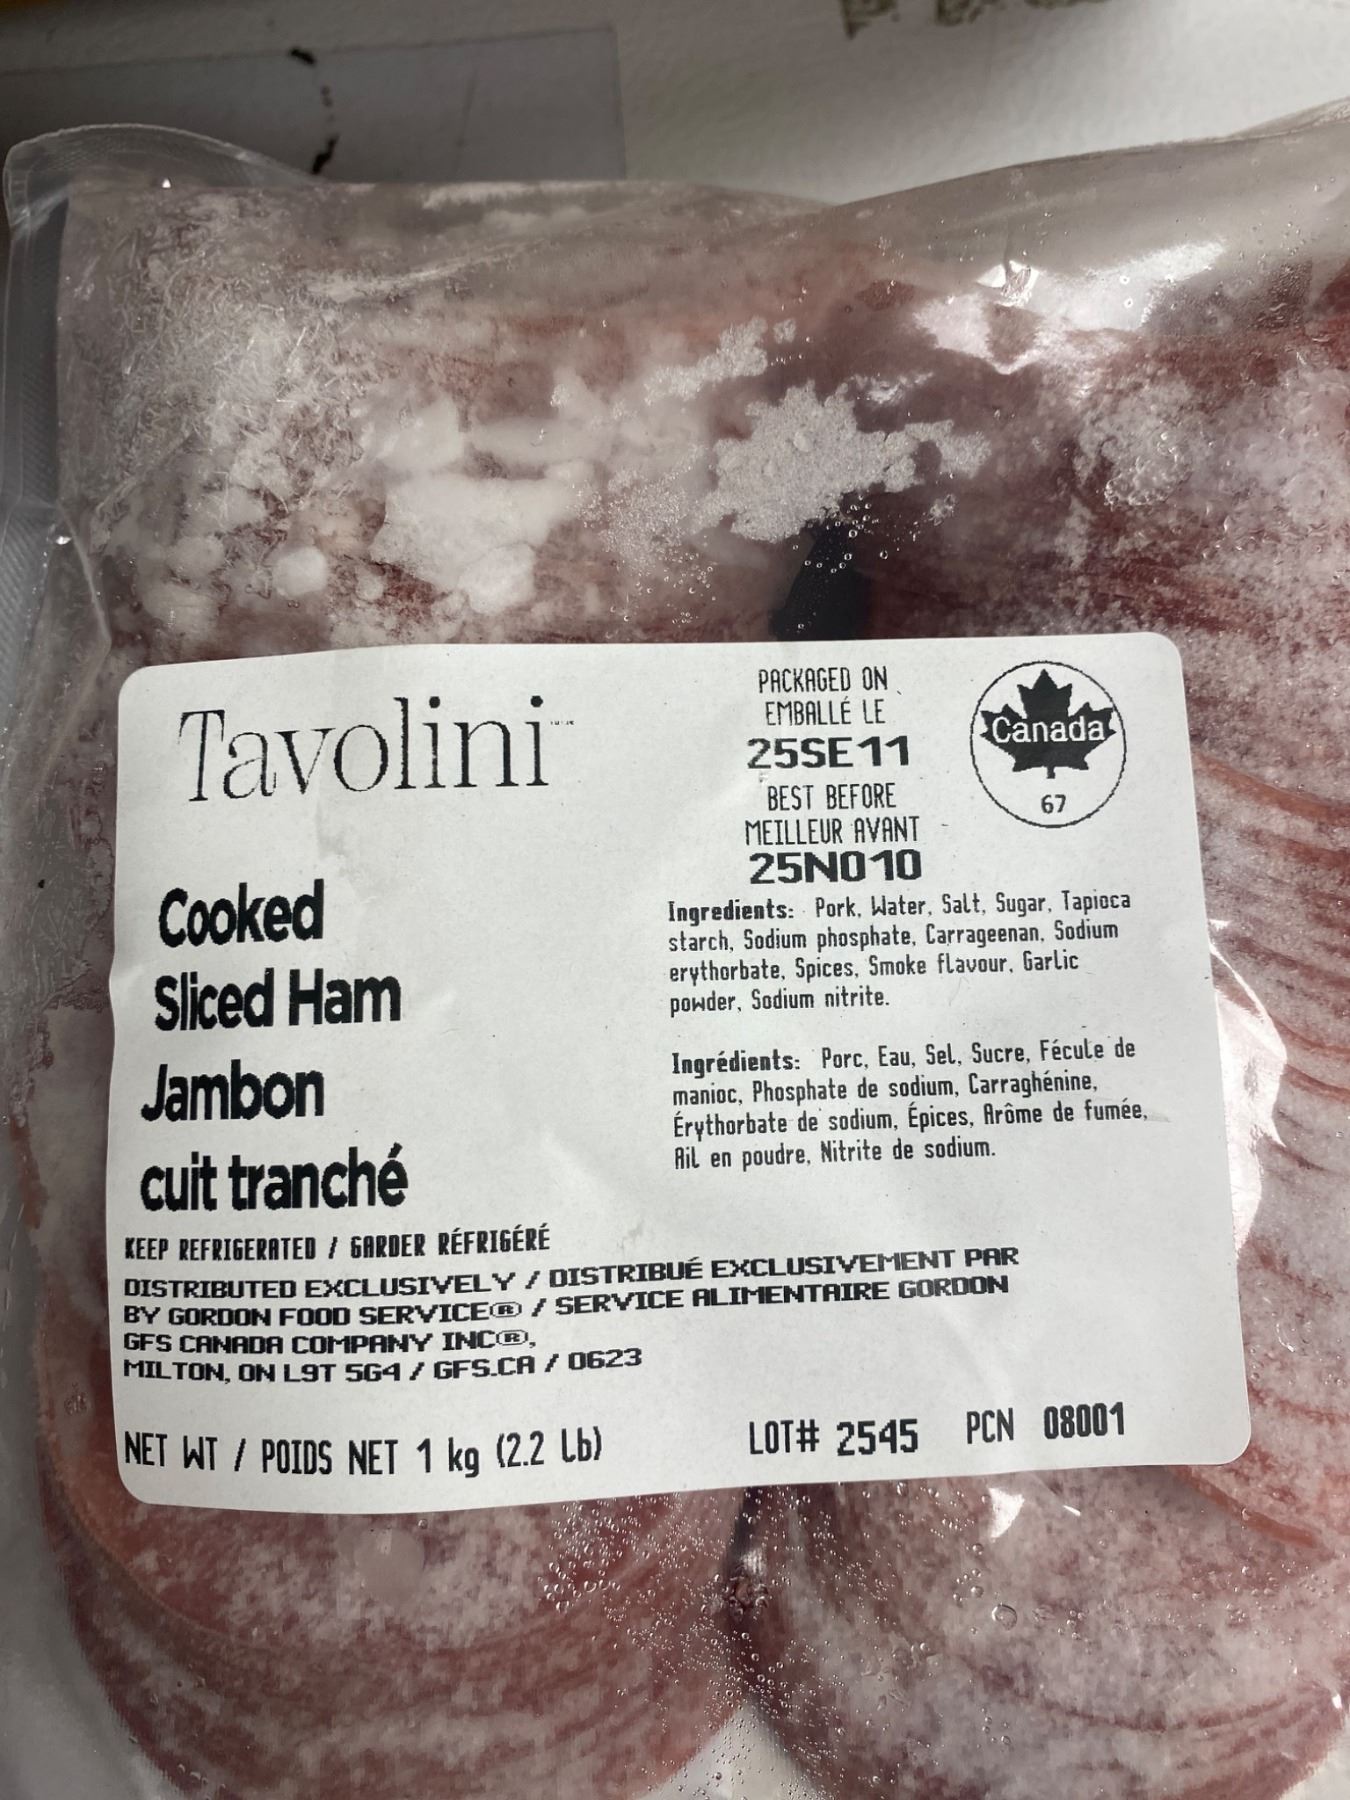 Tavolini
PACKAGED ON
EMBALLÉ LE
25SE11
BEST BEFORE
MEILLEUR AVANT
25NO10
Canada
67
Cooked
Sliced Ham
Jambon
cuit tranché
Ingredients: Pork, Water, Salt, Sugar, Tapioca
starch, Sodium phosphate, Carrageenan, Sodium
erythorbate, Spices, Smoke flavour, Garlic
powder, Sodium nitrite.
Ingrédients: Porc, Eau, Sel, Sucre, Fécule de
manioc, Phosphate de sodium, Carraghénine,
Érythorbate de sodium, Épices, Arôme de fumée,
Ail en poudre, Nitrite de sodium.
KEEP REFRIGERATED / GARDER RÉFRIGÉRÉ
DISTRIBUTED EXCLUSIVELY / DISTRIBUÉ EXCLUSIVEMENT PAR
BY GORDON FOOD SERVICE® / SERVICE ALIMENTAIRE GORDON
GFS CANADA COMPANY INC®,
MILTON, ON L9T 5G4 / GFS.CA / 0623
NET WT / POIDS NET 1 kg (2.2 Lb)
LOT# 2545 PCN 08001